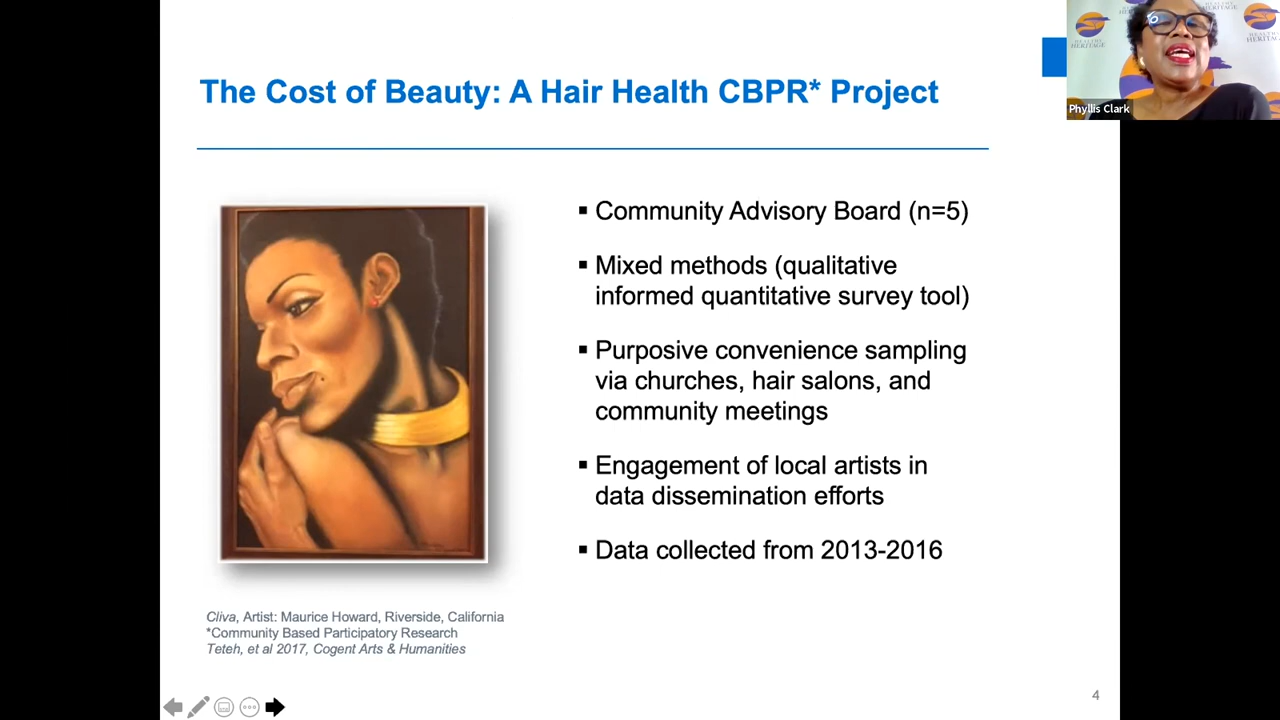 The Cost of Beauty: A Hair Health CBPR* Project
▪ Community Advisory Board (n=5)
▪ Mixed methods (qualitative
informed quantitative survey tool)
▪ Purposive convenience sampling
via churches, hair salons, and
community meetings
▪ Engagement of local artists in
data dissemination efforts
▪ Data collected from 2013-2016
Cliva, Artist: Maurice Howard, Riverside, California
*Community Based Participatory Research
Teteh, et al 2017, Cogent Arts & Humanities
4
HERITAGE
Phyllis Clark